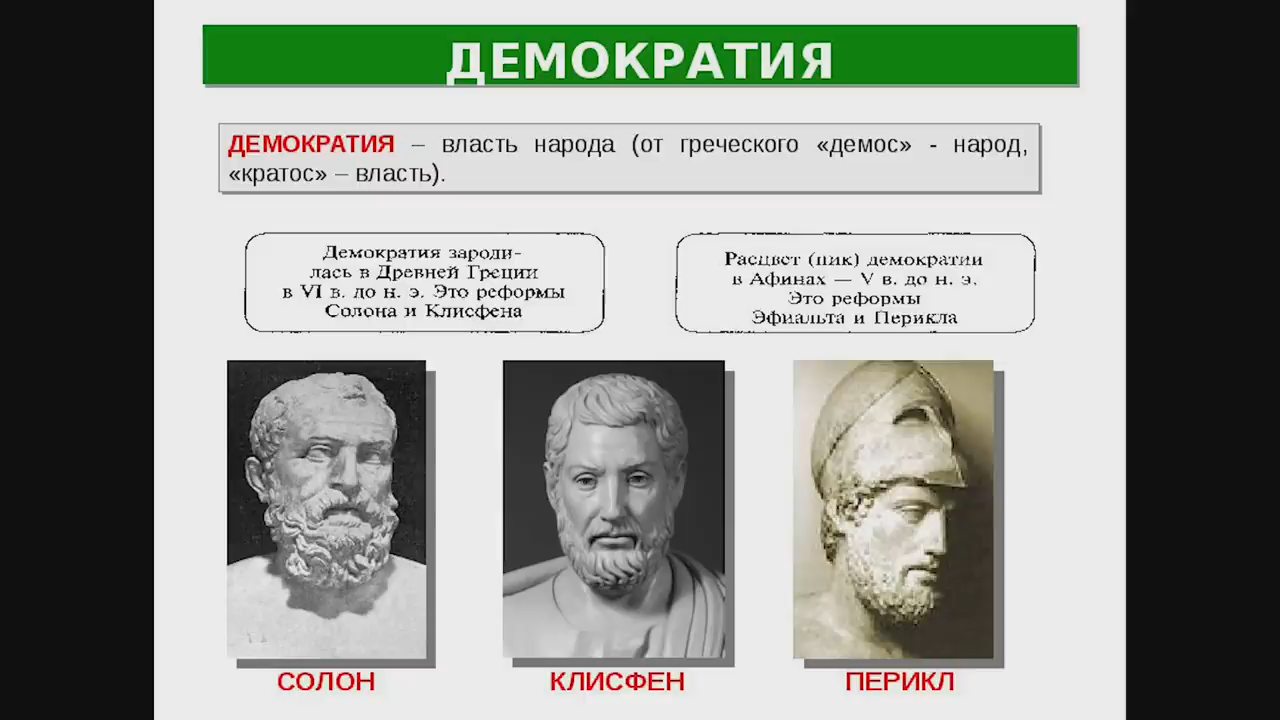 ДЕМОКРАТИЯ
ДЕМОКРАТИЯ – власть народа (от греческого «демос» - народ,
«кратос» – власть).
Демократия зароди-
лась в Древней Греции
в VI в. до н. э. Это реформы
Солона и Клисфена
Расцвет (пик) демократии
в Афинах — V в. до н. э.
Это реформы
Эфиальта и Перикла
СОЛОН
КЛИСФЕН
ПЕРИКЛ